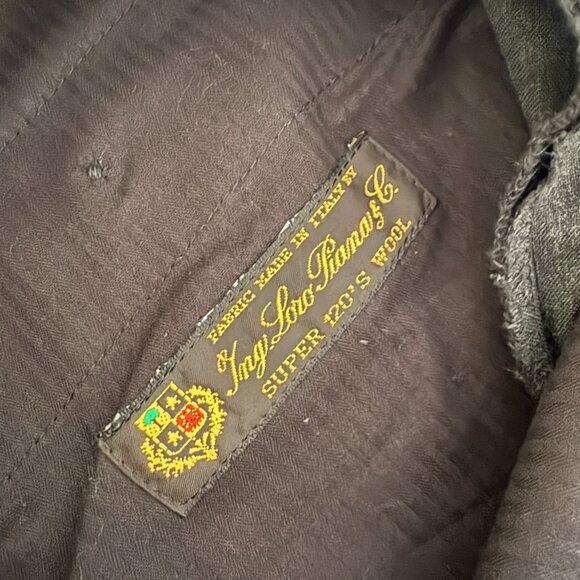 FABRIC MADE IN ITALY BY
Ing. Loro Piana & C.
SUPER 120'S WOOL